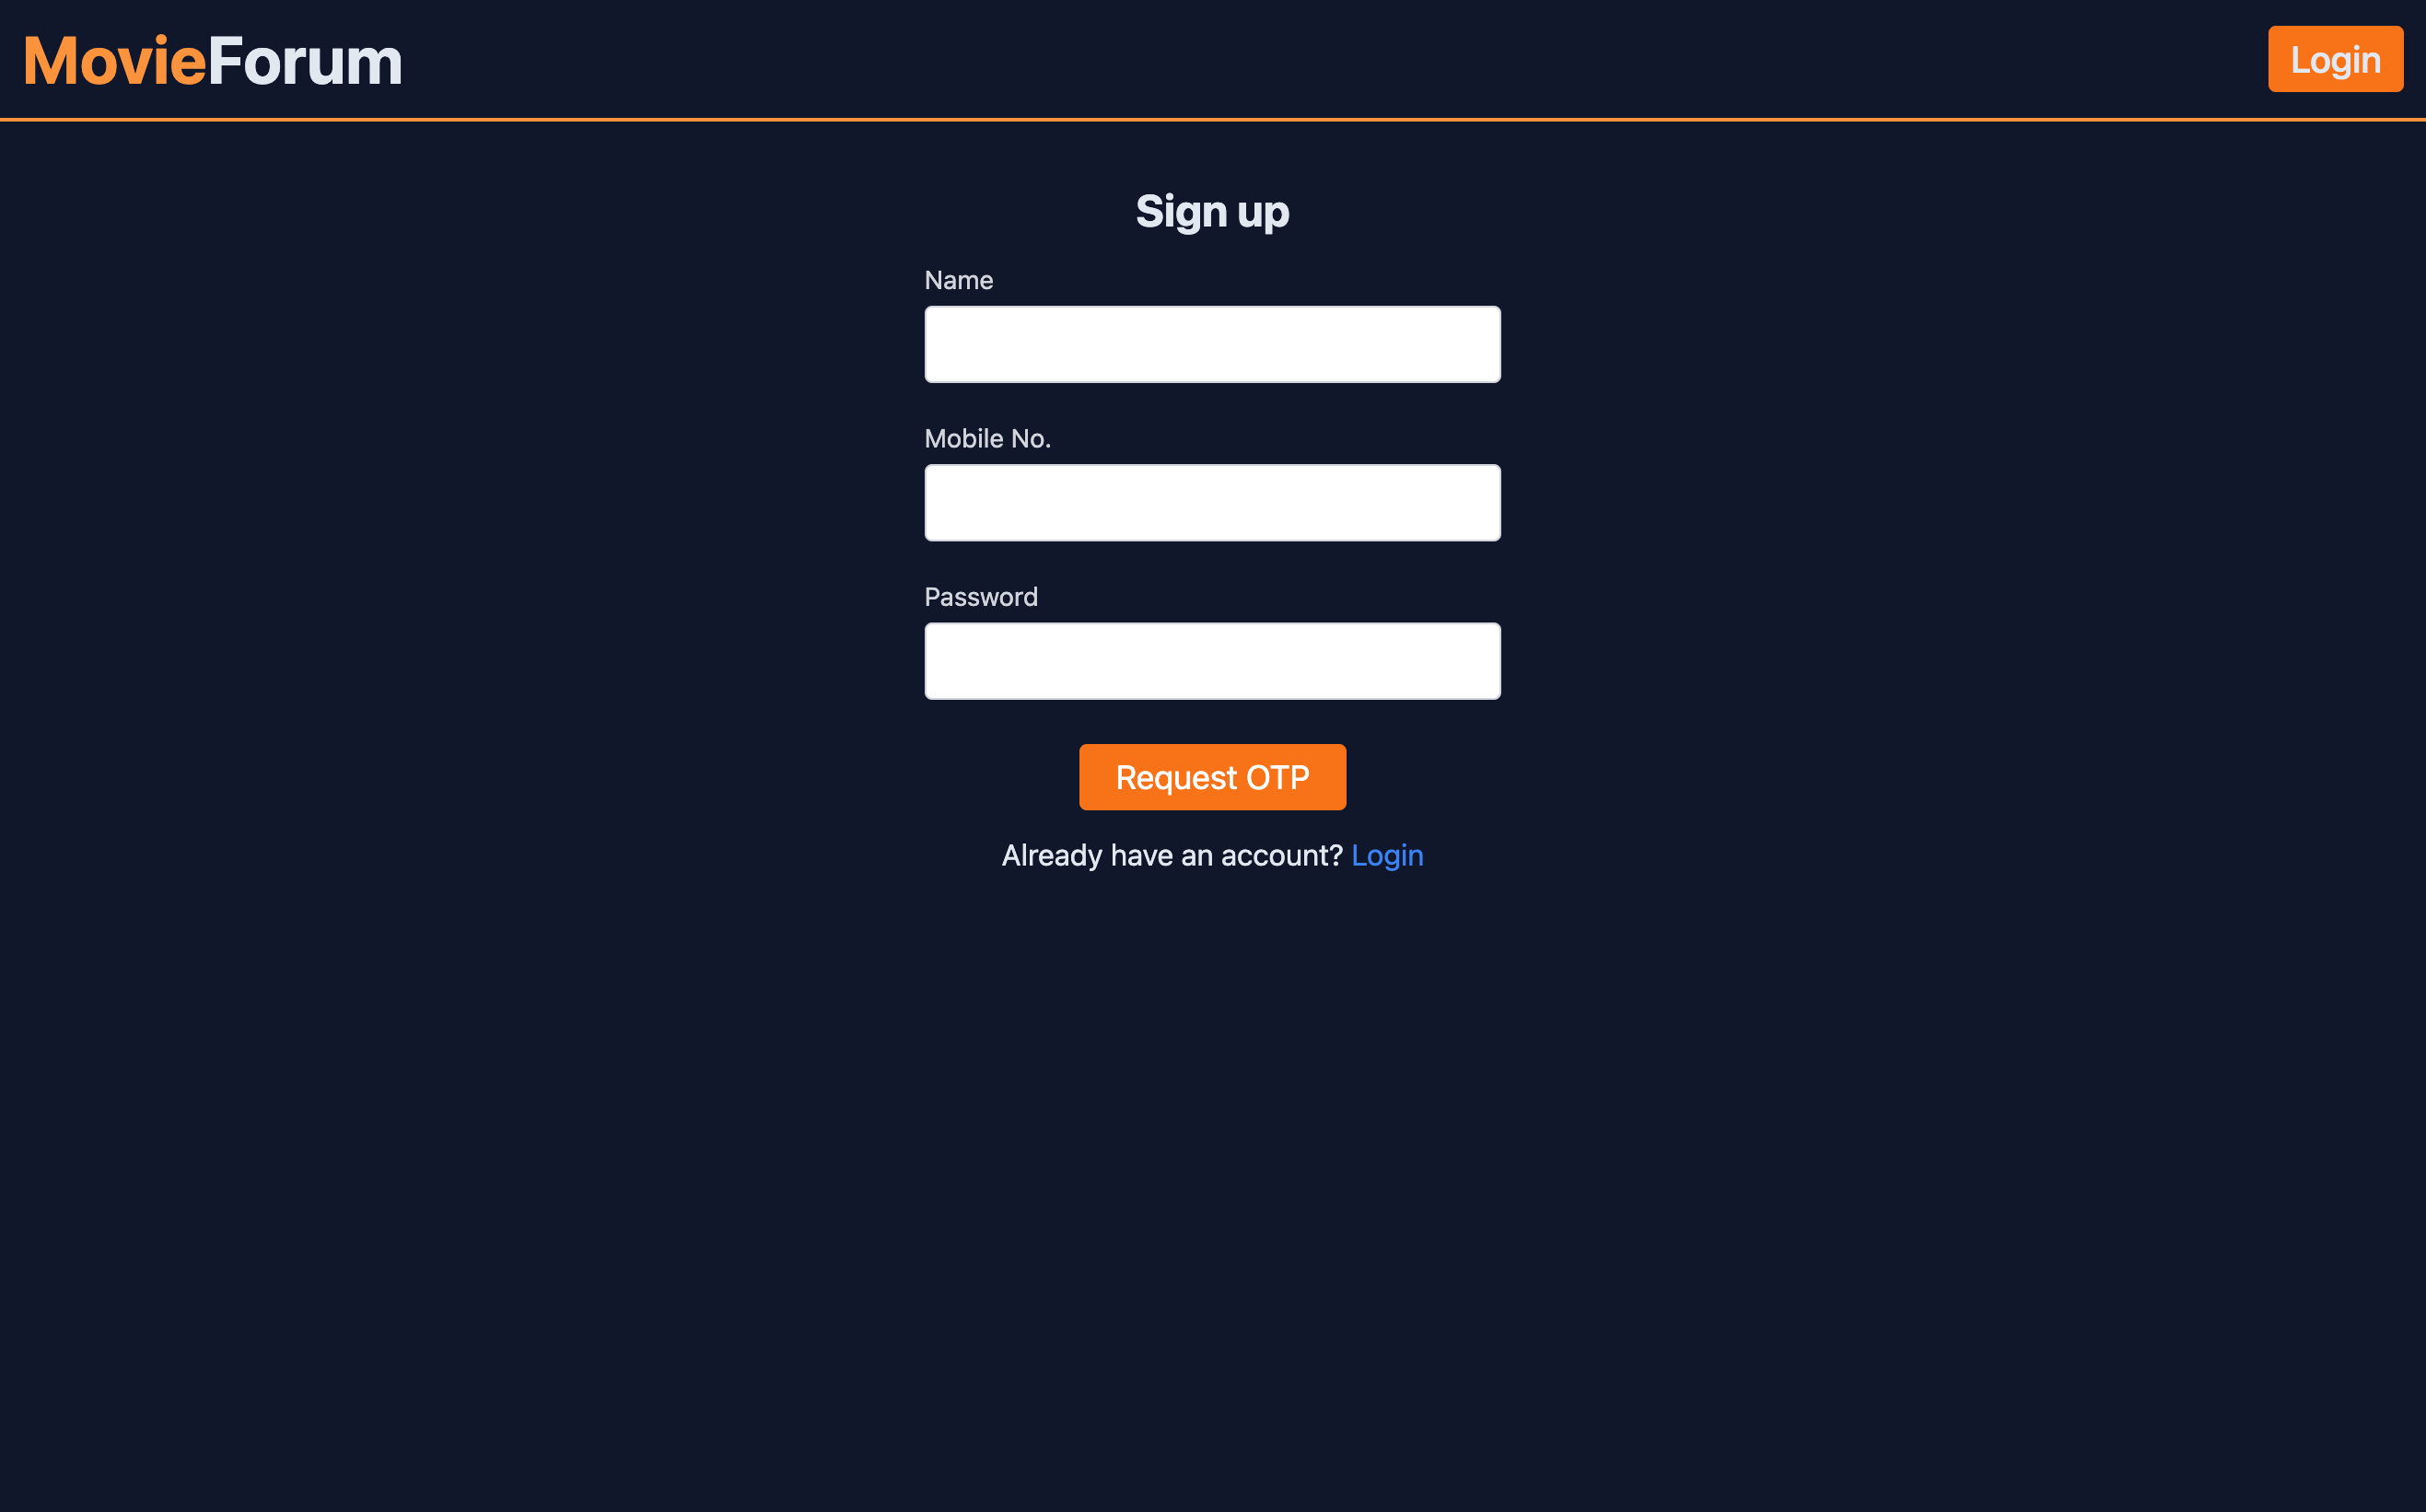 MovieForum
Login
Sign up
Name
Mobile No.
Password
Request OTP
Already have an account? Login